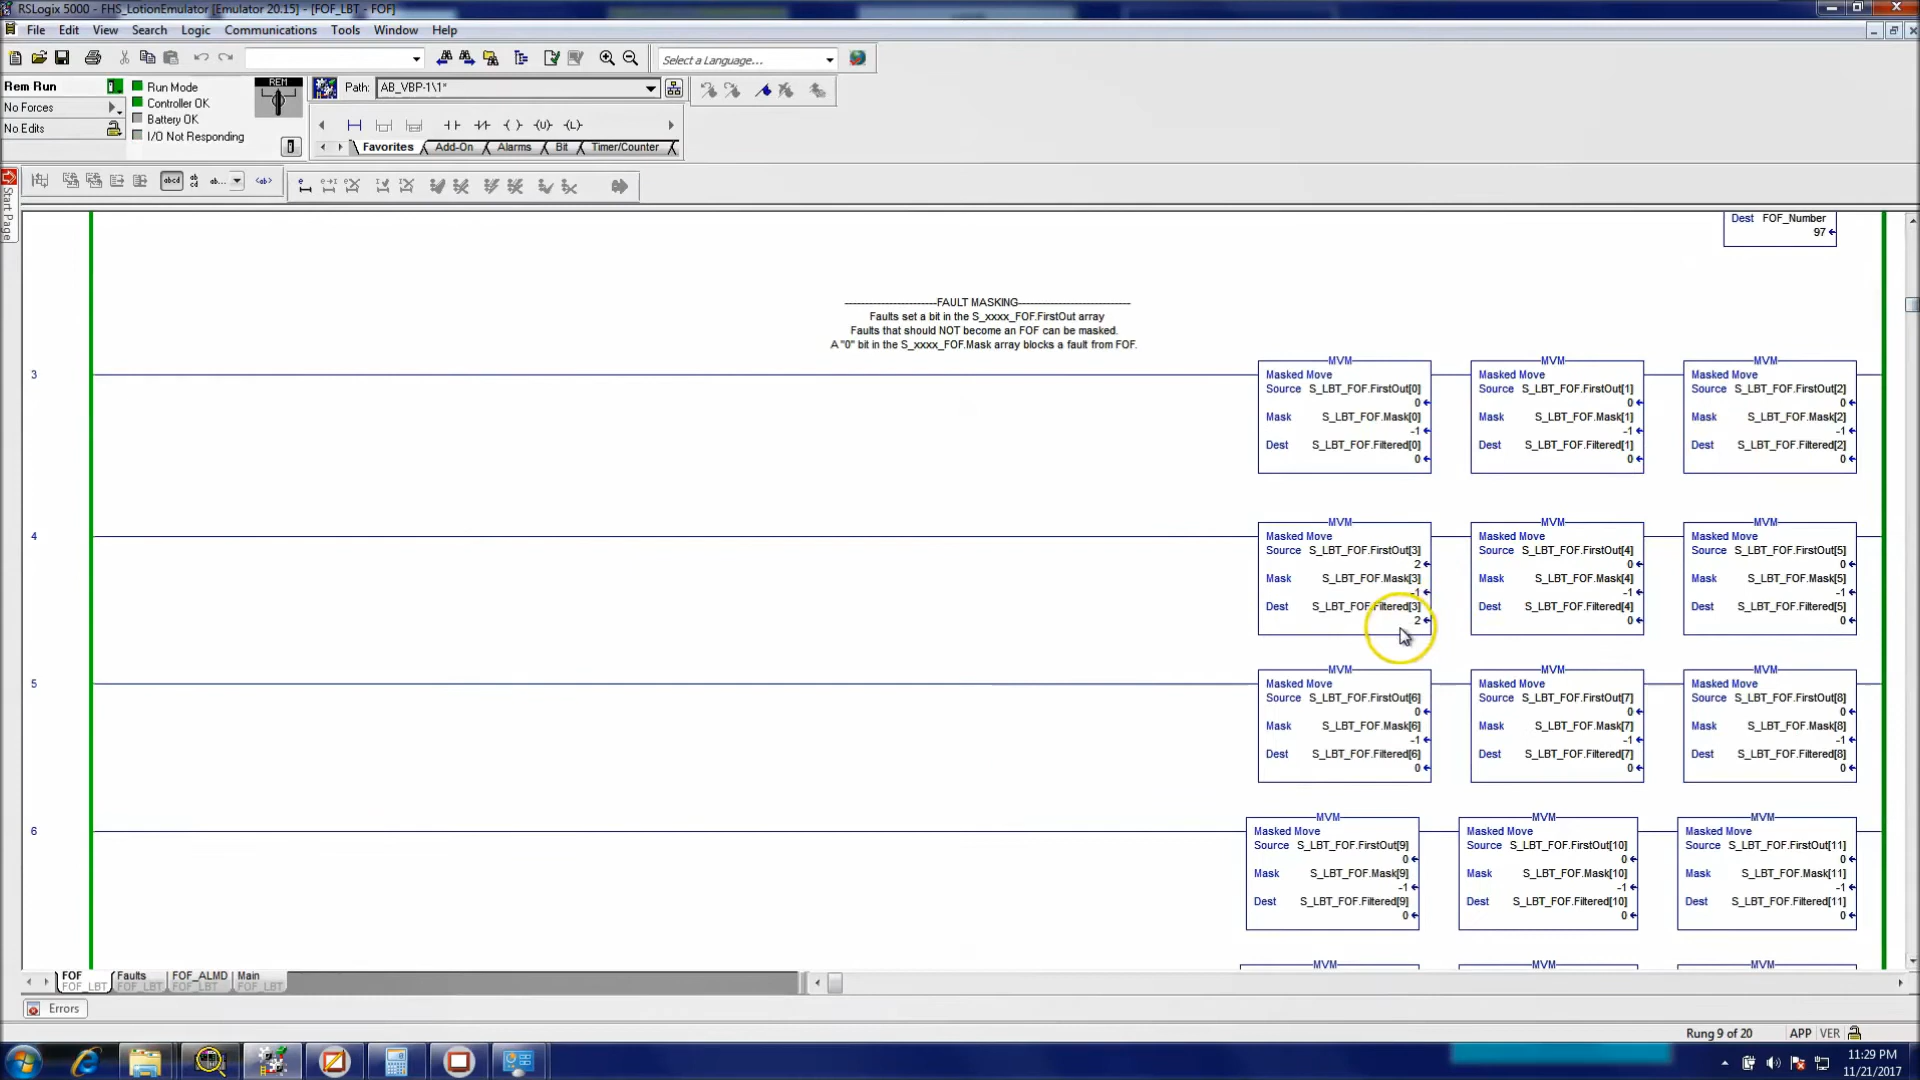 RSLogix 5000 - FHS_LotionEmulator [Emulator 20.15] - [FOF_LBT - FOF]
File Edit View Search Logic Communications Tools Window Help
Select a Language...
Rem Run
No Forces
No Edits
Run Mode
Controller OK
Battery OK
I/O Not Responding
REM
Path: AB_VBP-1\1*
Favorites Add-On Alarms Bit Timer/Counter
Start Page
Dest FOF_Number
97
------------------------FAULT MASKING-----------------------------
Faults set a bit in the S_xxxx_FOF.FirstOut array
Faults that should NOT become an FOF can be masked.
A "0" bit in the S_xxxx_FOF.Mask array blocks a fault from FOF.
3
MVM MVM MVM
Masked Move Masked Move Masked Move
Source S_LBT_FOF.FirstOut[0] Source S_LBT_FOF.FirstOut[1] Source S_LBT_FOF.FirstOut[2]
0 0 0
Mask S_LBT_FOF.Mask[0] Mask S_LBT_FOF.Mask[1] Mask S_LBT_FOF.Mask[2]
-1 -1 -1
Dest S_LBT_FOF.Filtered[0] Dest S_LBT_FOF.Filtered[1] Dest S_LBT_FOF.Filtered[2]
0 0 0
4
MVM MVM MVM
Masked Move Masked Move Masked Move
Source S_LBT_FOF.FirstOut[3] Source S_LBT_FOF.FirstOut[4] Source S_LBT_FOF.FirstOut[5]
2 0 0
Mask S_LBT_FOF.Mask[3] Mask S_LBT_FOF.Mask[4] Mask S_LBT_FOF.Mask[5]
-1 -1 -1
Dest S_LBT_FOF.Filtered[3] Dest S_LBT_FOF.Filtered[4] Dest S_LBT_FOF.Filtered[5]
2 0 0
5
MVM MVM MVM
Masked Move Masked Move Masked Move
Source S_LBT_FOF.FirstOut[6] Source S_LBT_FOF.FirstOut[7] Source S_LBT_FOF.FirstOut[8]
0 0 0
Mask S_LBT_FOF.Mask[6] Mask S_LBT_FOF.Mask[7] Mask S_LBT_FOF.Mask[8]
-1 -1 -1
Dest S_LBT_FOF.Filtered[6] Dest S_LBT_FOF.Filtered[7] Dest S_LBT_FOF.Filtered[8]
0 0 0
6
MVM MVM MVM
Masked Move Masked Move Masked Move
Source S_LBT_FOF.FirstOut[9] Source S_LBT_FOF.FirstOut[10] Source S_LBT_FOF.FirstOut[11]
0 0 0
Mask S_LBT_FOF.Mask[9] Mask S_LBT_FOF.Mask[10] Mask S_LBT_FOF.Mask[11]
-1 -1 -1
Dest S_LBT_FOF.Filtered[9] Dest S_LBT_FOF.Filtered[10] Dest S_LBT_FOF.Filtered[11]
0 0 0
MVM MVM MVM
FOF Faults FOF_ALMD Main
FOF_LBT FOF_LBT FOF_LBT FOF_LBT
Errors
Rung 9 of 20 APP VER
11:29 PM
11/21/2017